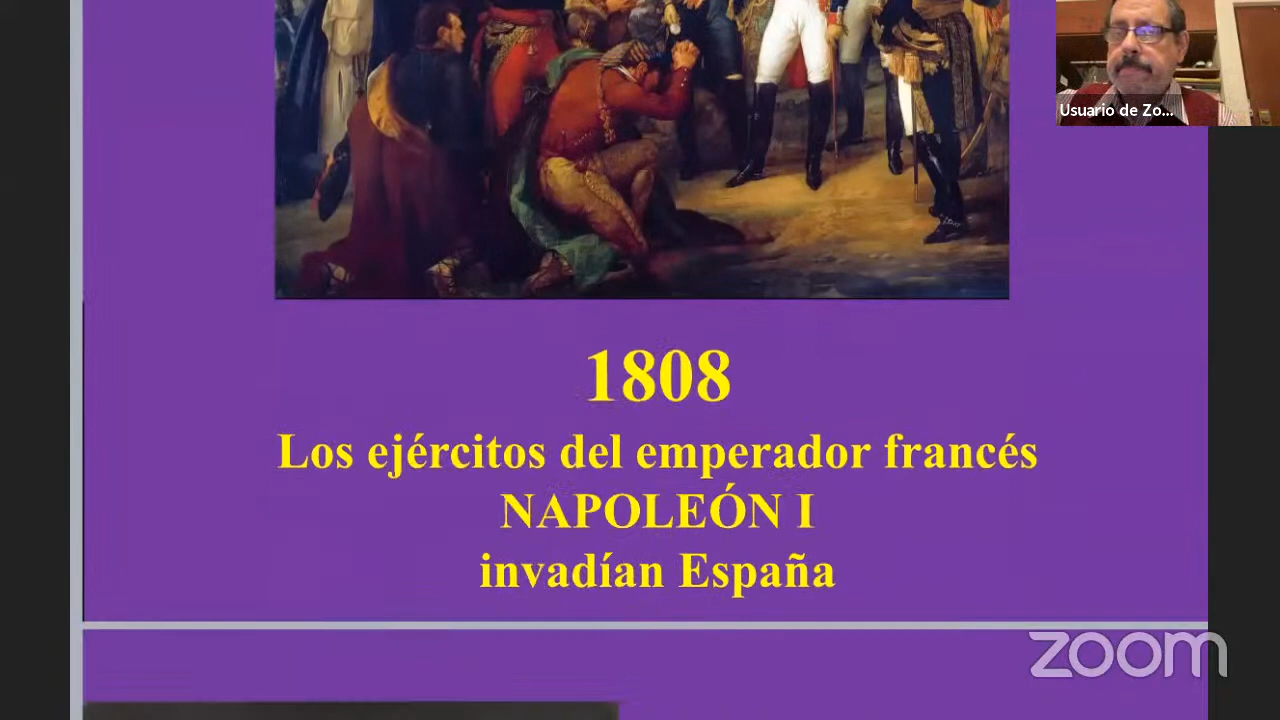 Usuario de Zo...
1808
Los ejércitos del emperador francés
NAPOLEÓN I
invadían España
zoom